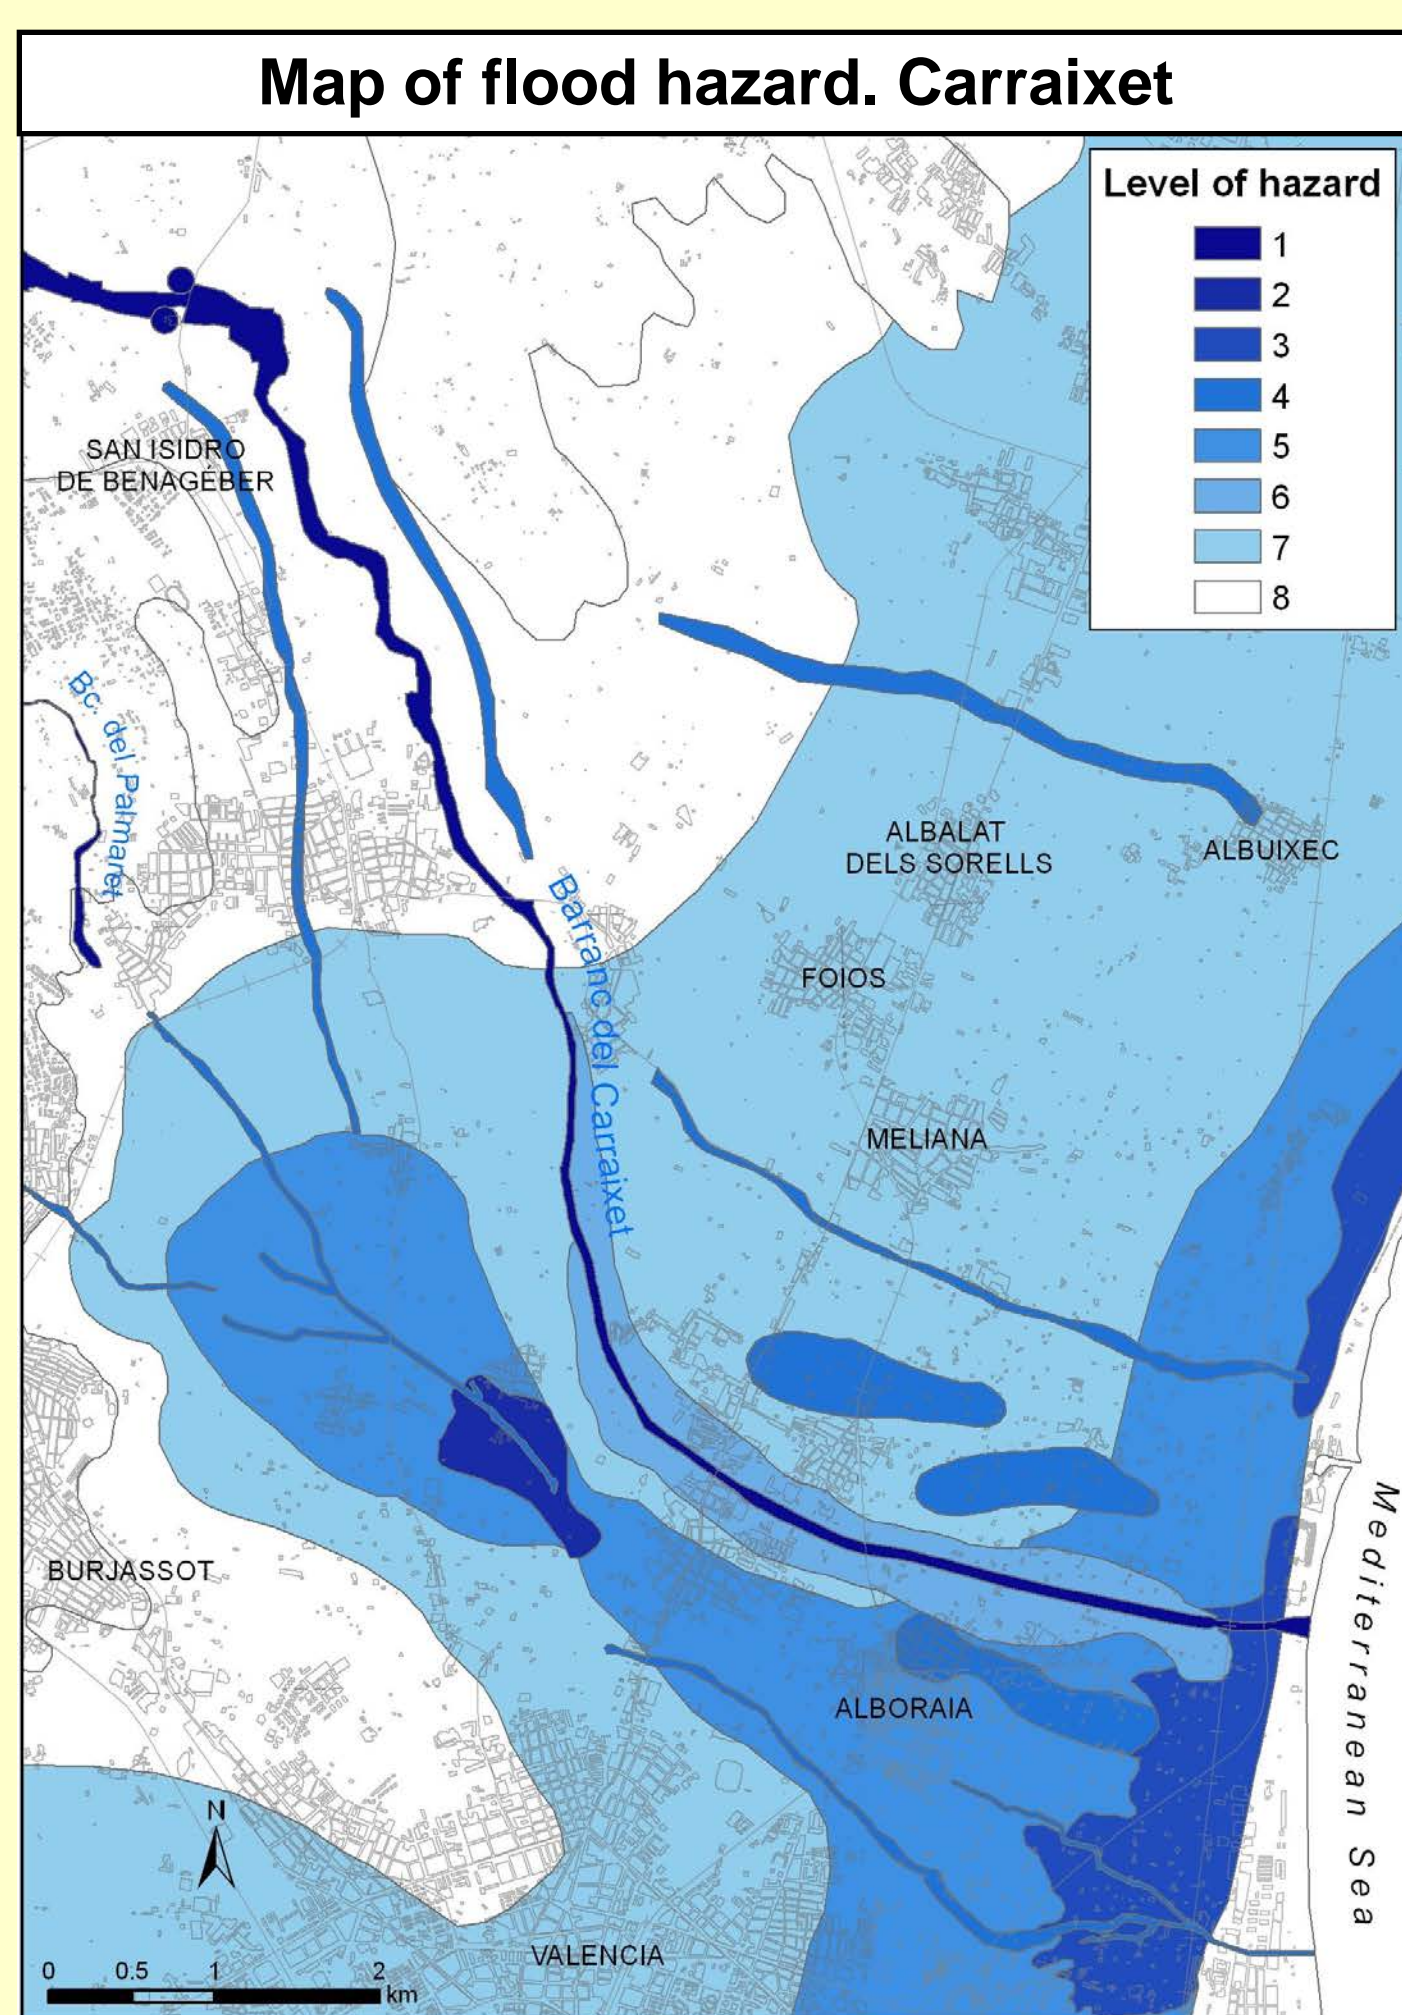 Map of flood hazard. Carraixet
Level of hazard
1
2
3
4
5
6
7
8
SAN ISIDRO
DE BENAGÉBER
Bc. del Palmaret
Barranc del Carraixet
ALBALAT
DELS SORELLS
ALBUIXEC
FOIOS
MELIANA
BURJASSOT
ALBORAIA
Mediterranean Sea
N
VALENCIA
0 0.5 1 2
km